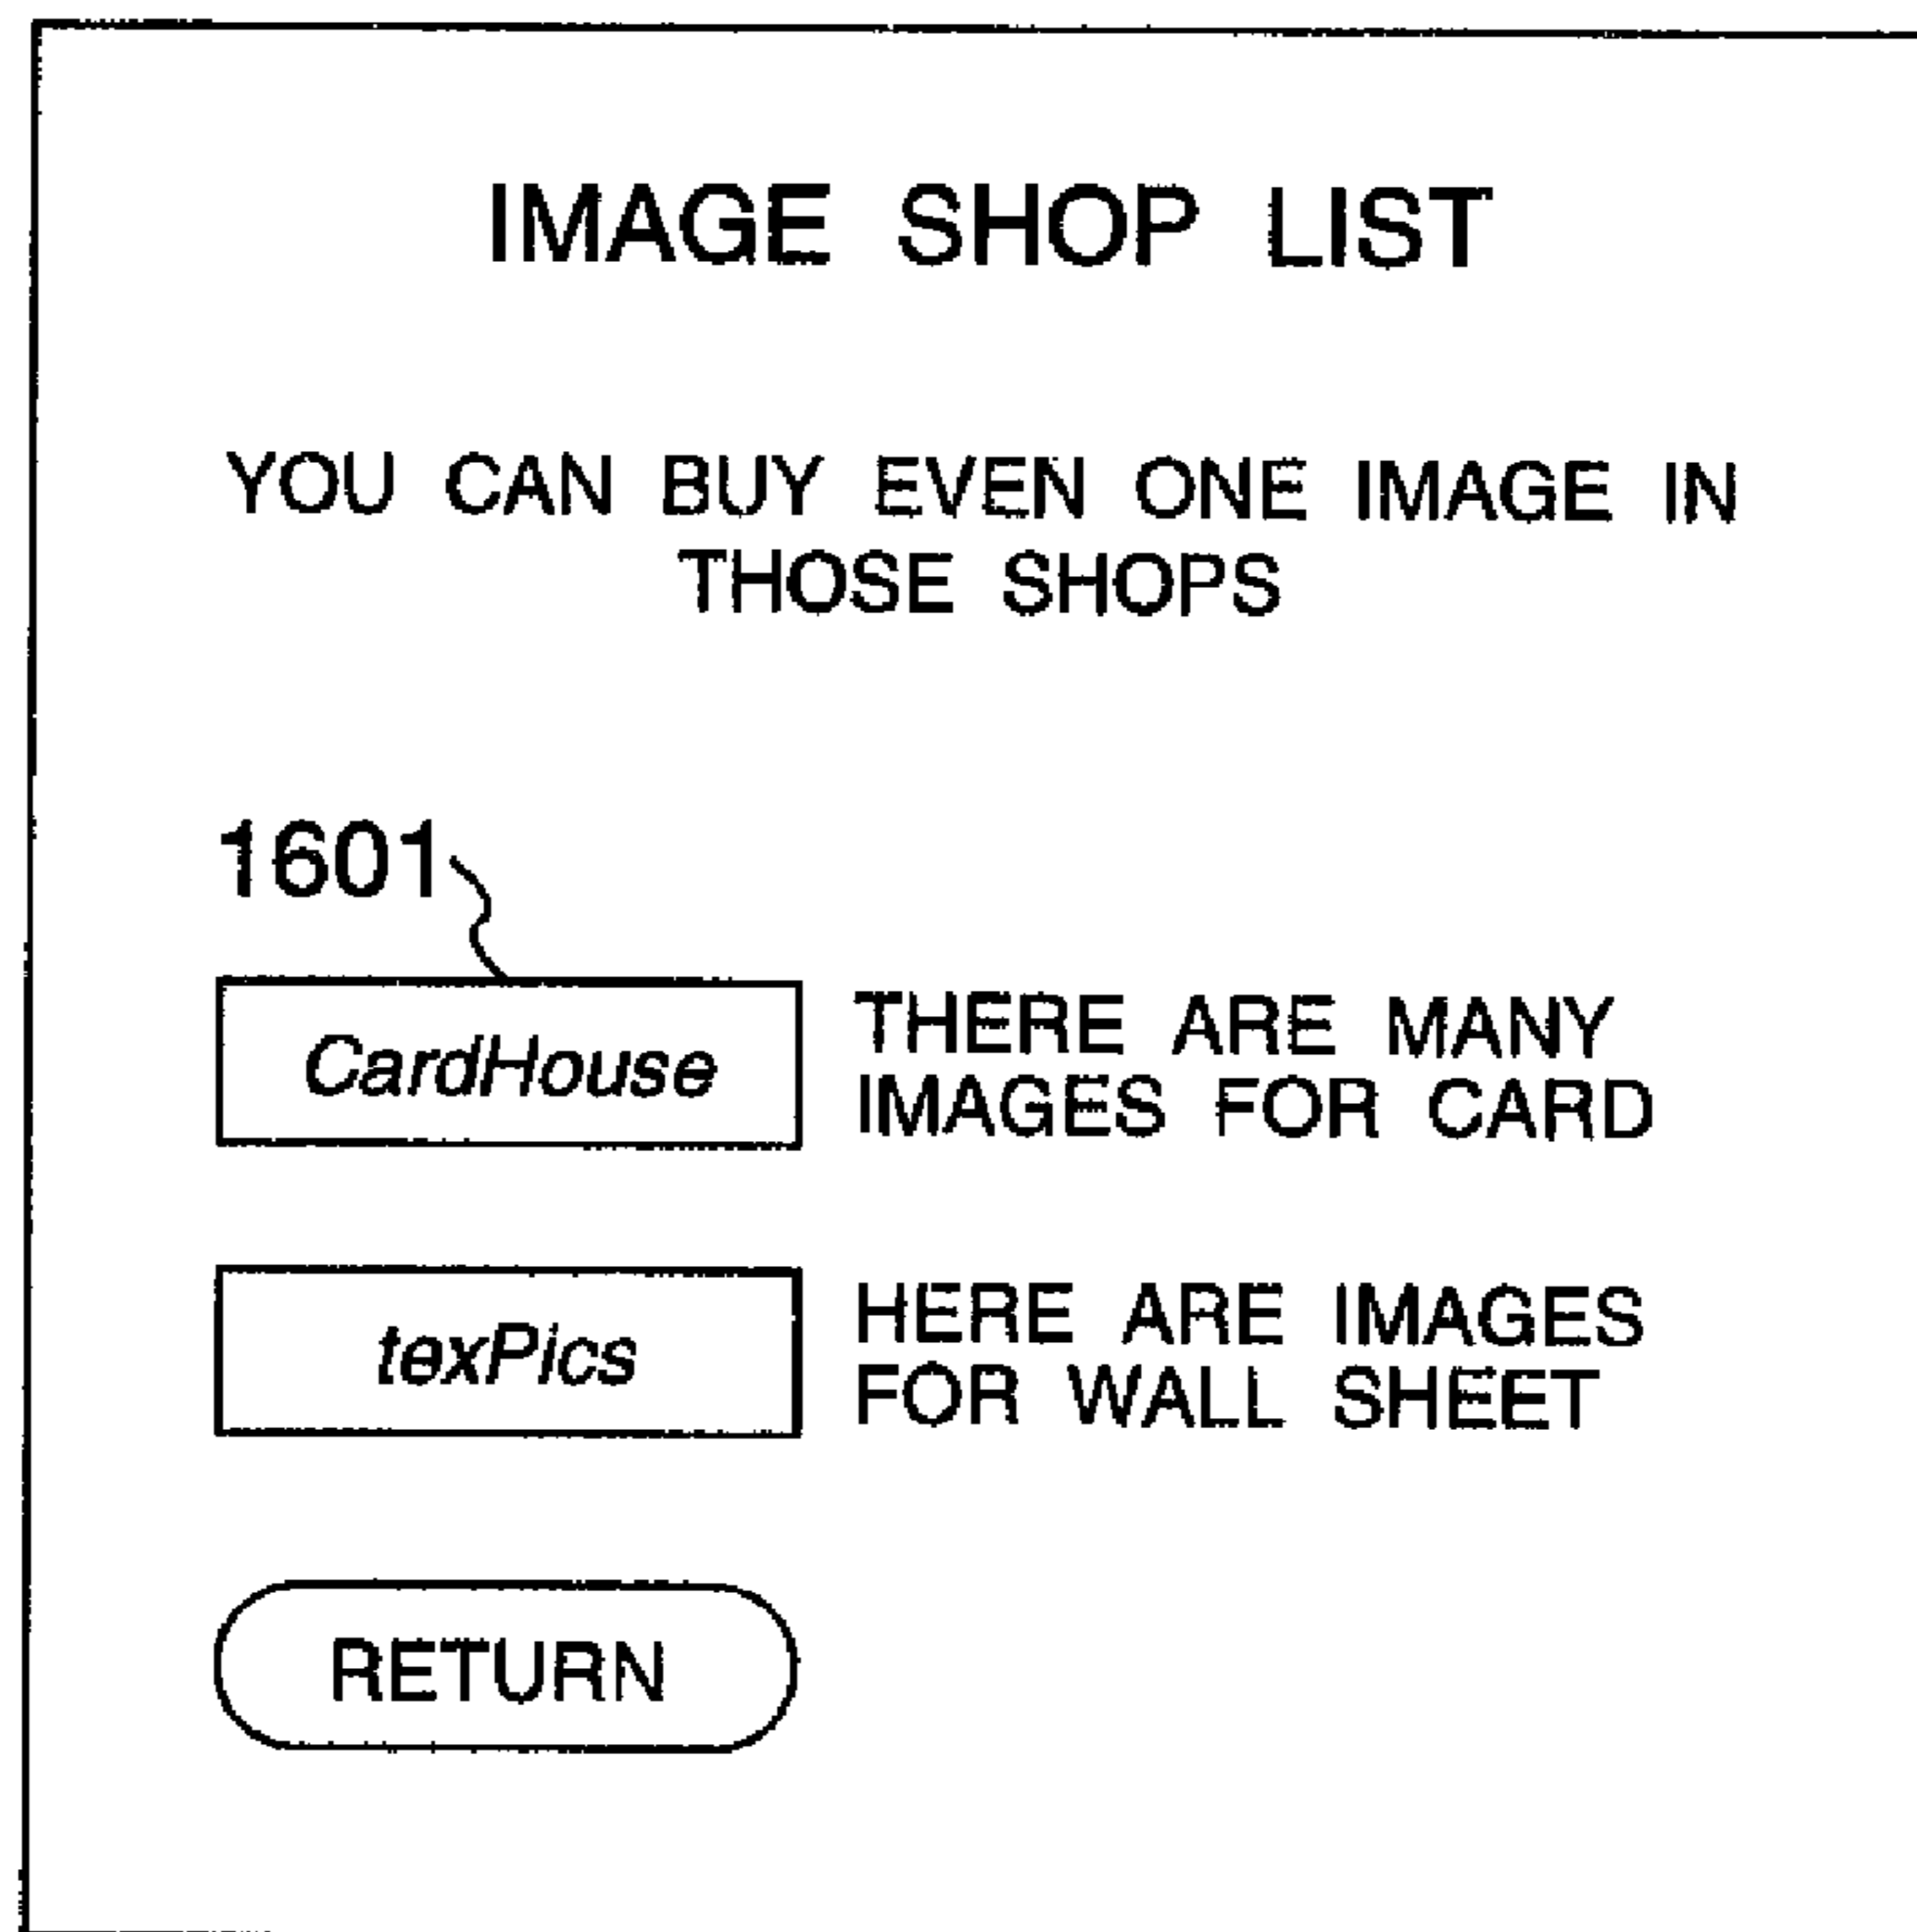 IMAGE SHOP LIST
YOU CAN BUY EVEN ONE IMAGE IN
THOSE SHOPS
1601
CardHouse
THERE ARE MANY
IMAGES FOR CARD
texPics
HERE ARE IMAGES
FOR WALL SHEET
RETURN